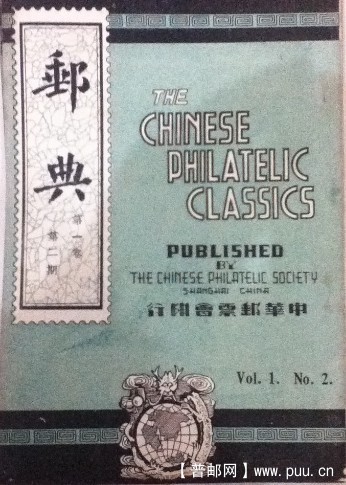 郵典
第一卷
第二期
THE
CHINESE
PHILATELIC
CLASSICS
PUBLISHED
BY
THE CHINESE PHILATELIC SOCIETY
SHANGHAI CHINA
行刊會票郵華中
Vol. 1. No. 2.
【普邮网】www.puu.cn